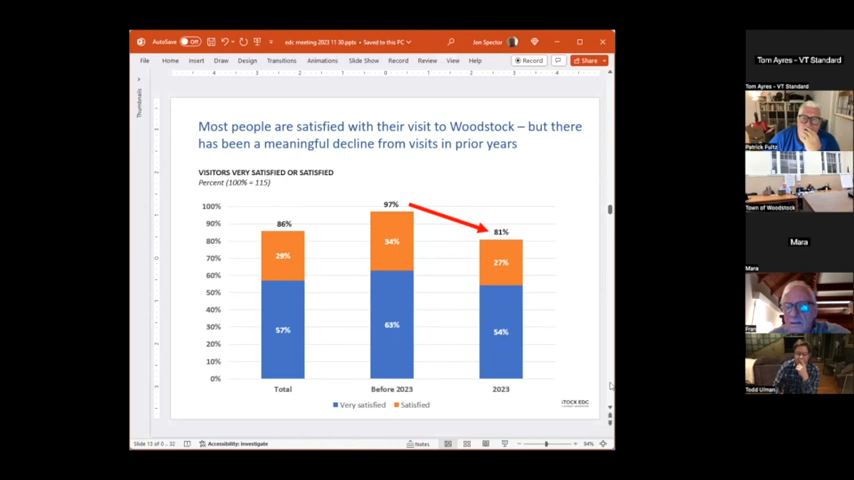 AutoSave
Off
edc meeting 2023 11 30.pptx • Saved to this PC
Jon Spector
File
Home
Insert
Draw
Design
Transitions
Animations
Slide Show
Record
Review
View
Help
Record
Share
Thumbnails
Most people are satisfied with their visit to Woodstock – but there
has been a meaningful decline from visits in prior years
VISITORS VERY SATISFIED OR SATISFIED
Percent (100% = 115)
100%
90%
80%
70%
60%
50%
40%
30%
20%
10%
0%
86%
29%
57%
97%
34%
63%
81%
27%
54%
Total
Before 2023
2023
Very satisfied
Satisfied
Slide 13 of 0 .. 32
Accessibility: Investigate
Notes
94%
Tom Ayres - VT Standard
Tom Ayres - VT Standard
Patrick Fultz
Town of Woodstock
Mara
Mara
Todd Ulman